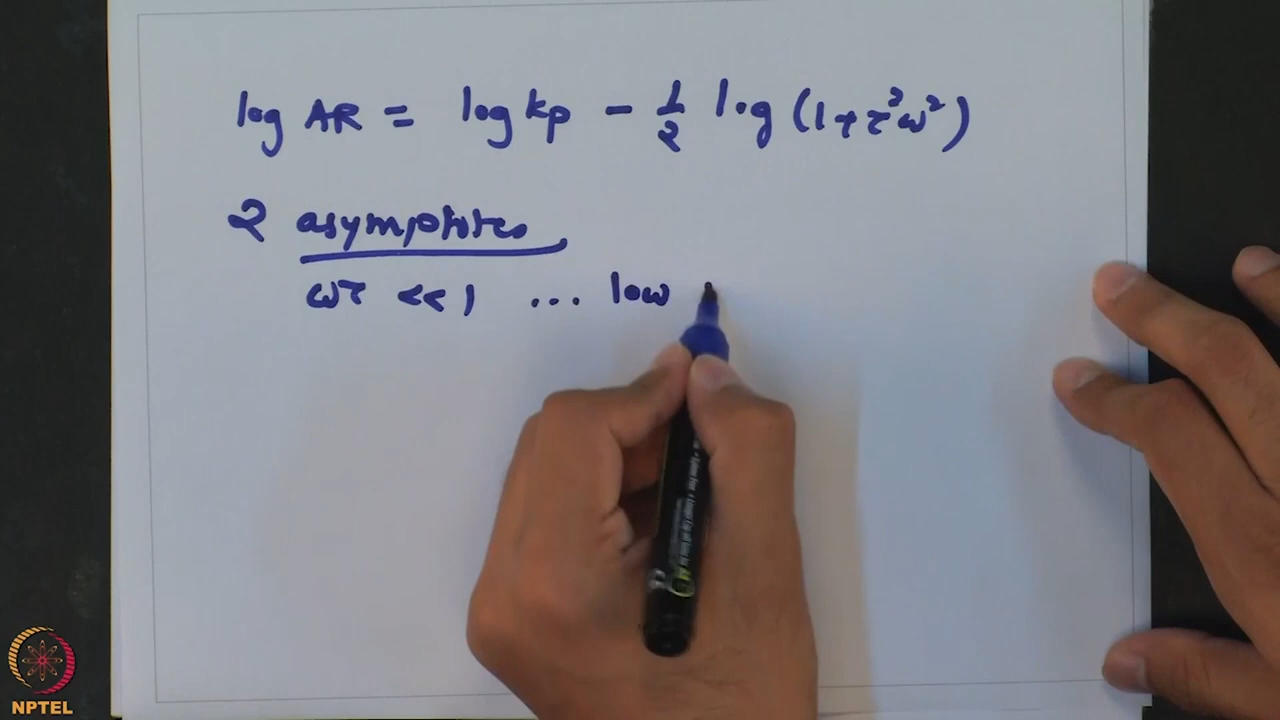 log AR = log kp - 1/2 log (1 + τ²ω²)
2 asymptotes
ωτ << 1 ... low
NPTEL